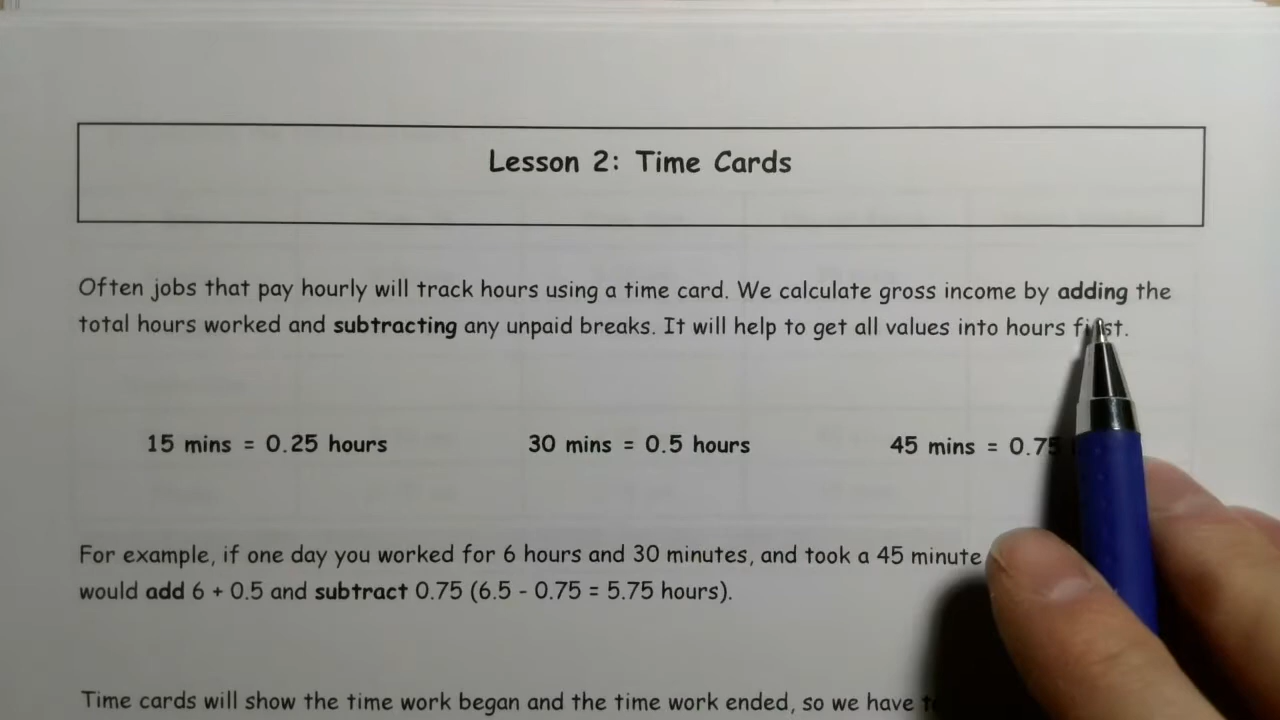 Lesson 2: Time Cards
Often jobs that pay hourly will track hours using a time card. We calculate gross income by adding the
total hours worked and subtracting any unpaid breaks. It will help to get all values into hours first.
15 mins = 0.25 hours 30 mins = 0.5 hours 45 mins = 0.75
For example, if one day you worked for 6 hours and 30 minutes, and took a 45 minute
would add 6 + 0.5 and subtract 0.75 (6.5 - 0.75 = 5.75 hours).
Time cards will show the time work began and the time work ended, so we have